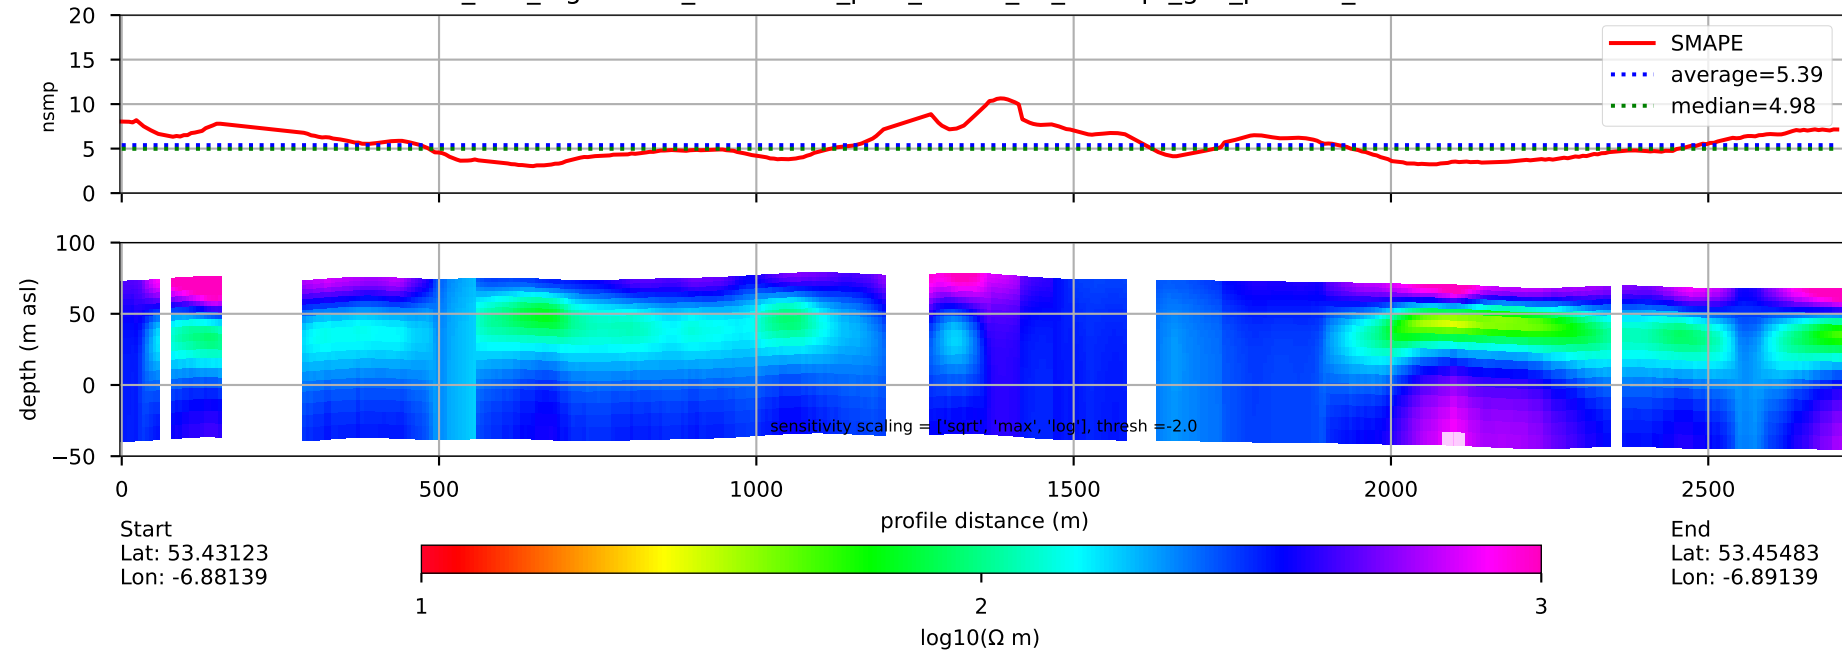 20
15
10
5
0
nsmp
SMAPE
average=5.39
median=4.98
100
50
0
−50
depth (m asl)
sensitivity scaling = ['sqrt', 'max', 'log'], thresh =-2.0
0 500 1000 1500 2000 2500
profile distance (m)
Start
Lat: 53.43123
Lon: -6.88139
End
Lat: 53.45483
Lon: -6.89139
1 2 3
log10(Ω m)